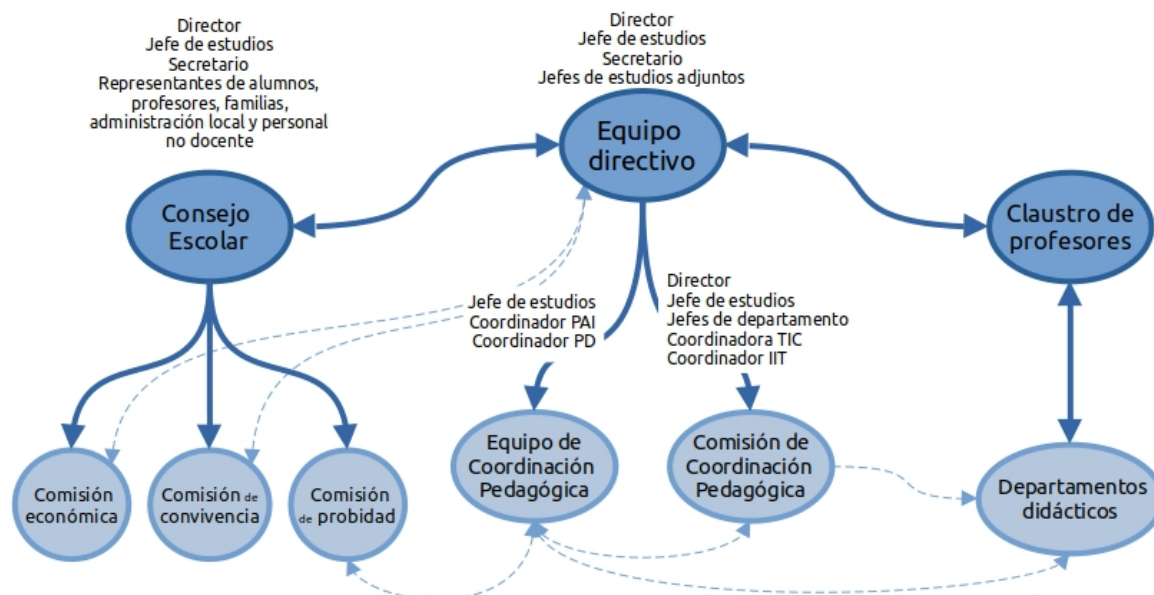 Director
Jefe de estudios
Secretario
Representantes de alumnos,
profesores, familias,
administración local y personal
no docente
Director
Jefe de estudios
Secretario
Jefes de estudios adjuntos
Equipo
directivo
Consejo
Escolar
Claustro de
profesores
Jefe de estudios
Coordinador PAI
Coordinador PD
Director
Jefe de estudios
Jefes de departamento
Coordinadora TIC
Coordinador IIT
Comisión
económica
Comisión de
convivencia
Comisión
de probidad
Equipo de
Coordinación
Pedagógica
Comisión de
Coordinación
Pedagógica
Departamentos
didácticos